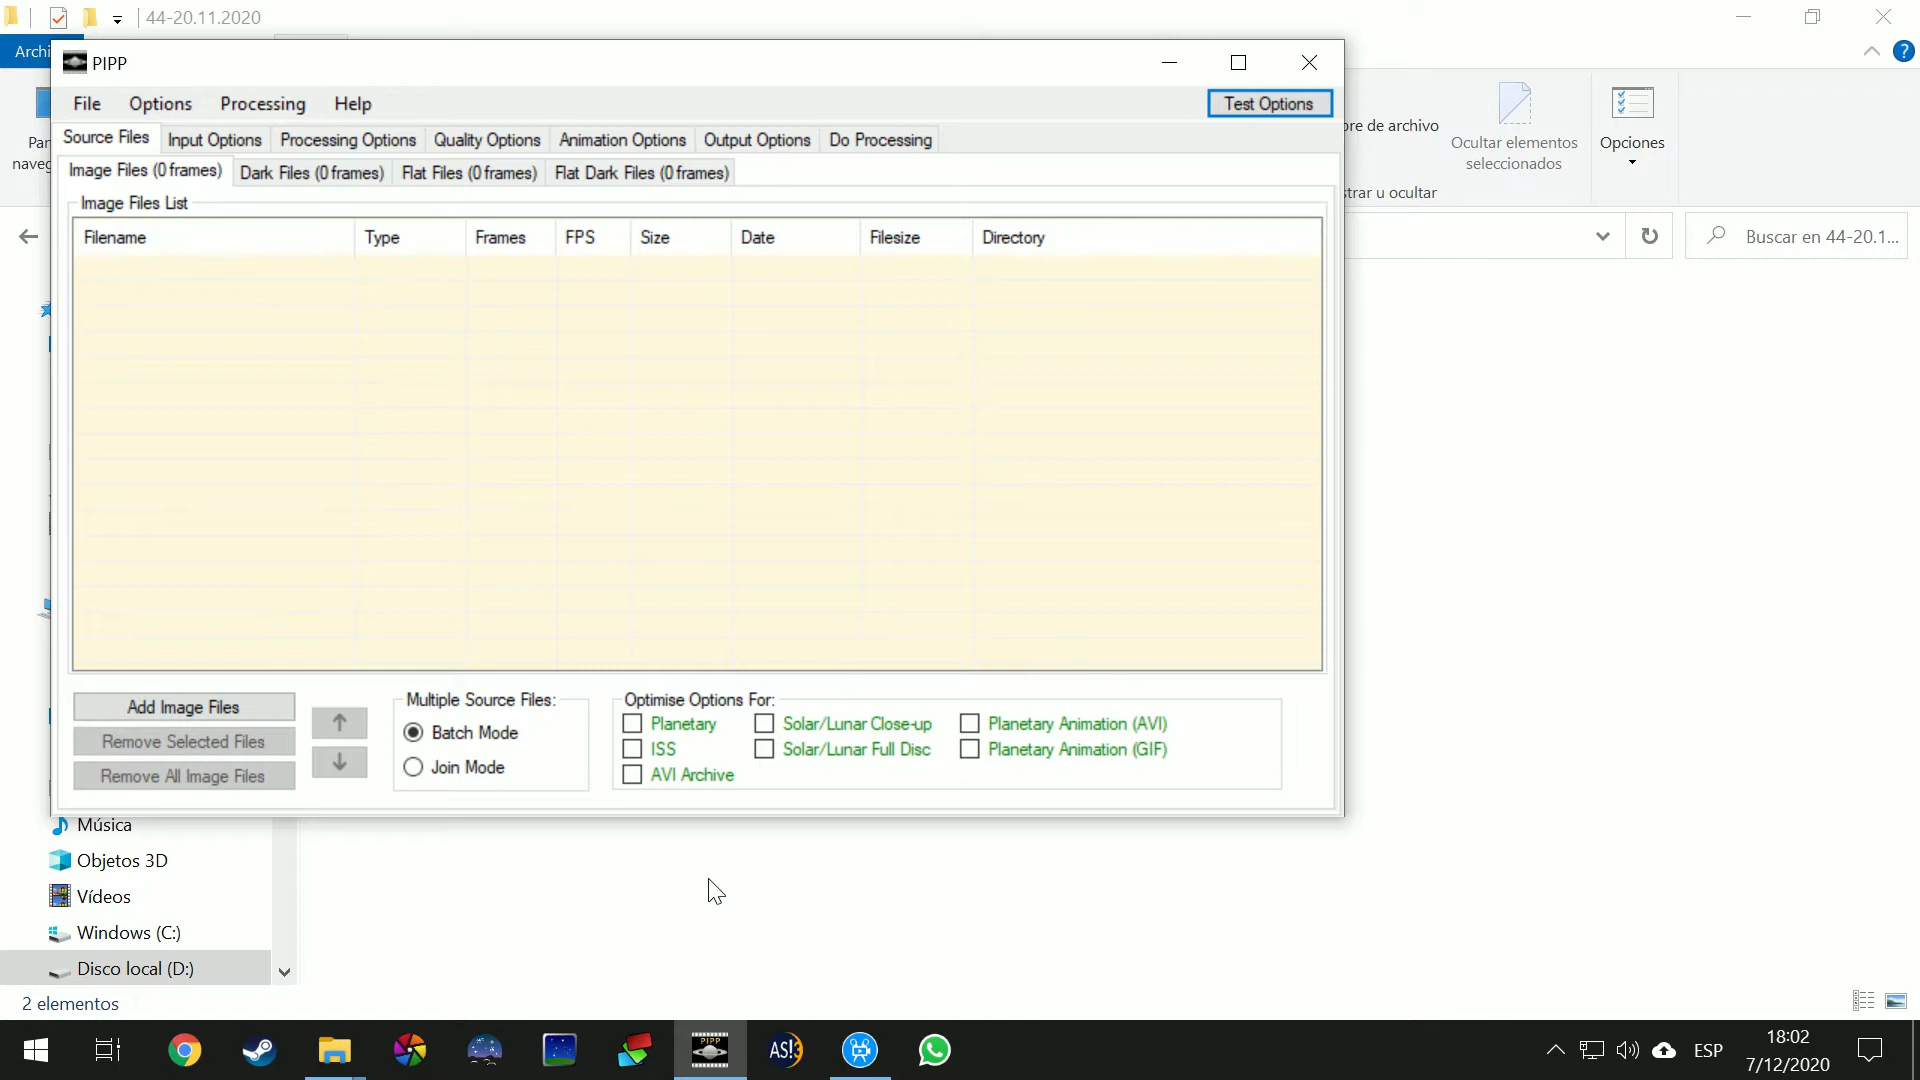 44-20.11.2020
Archi
PIPP
File Options Processing Help
Test Options
Source Files Input Options Processing Options Quality Options Animation Options Output Options Do Processing
Image Files (0 frames) Dark Files (0 frames) Flat Files (0 frames) Flat Dark Files (0 frames)
Image Files List
Filename Type Frames FPS Size Date Filesize Directory
Add Image Files
Remove Selected Files
Remove All Image Files
Multiple Source Files:
Batch Mode
Join Mode
Optimise Options For:
Planetary Solar/Lunar Close-up Planetary Animation (AVI)
ISS Solar/Lunar Full Disc Planetary Animation (GIF)
AVI Archive
Pan
naveg
bre de archivo
Ocultar elementos
seleccionados
Opciones
strar u ocultar
Buscar en 44-20.1...
Música
Objetos 3D
Vídeos
Windows (C:)
Disco local (D:)
2 elementos
PIPP
AS!3
ESP
18:02
7/12/2020